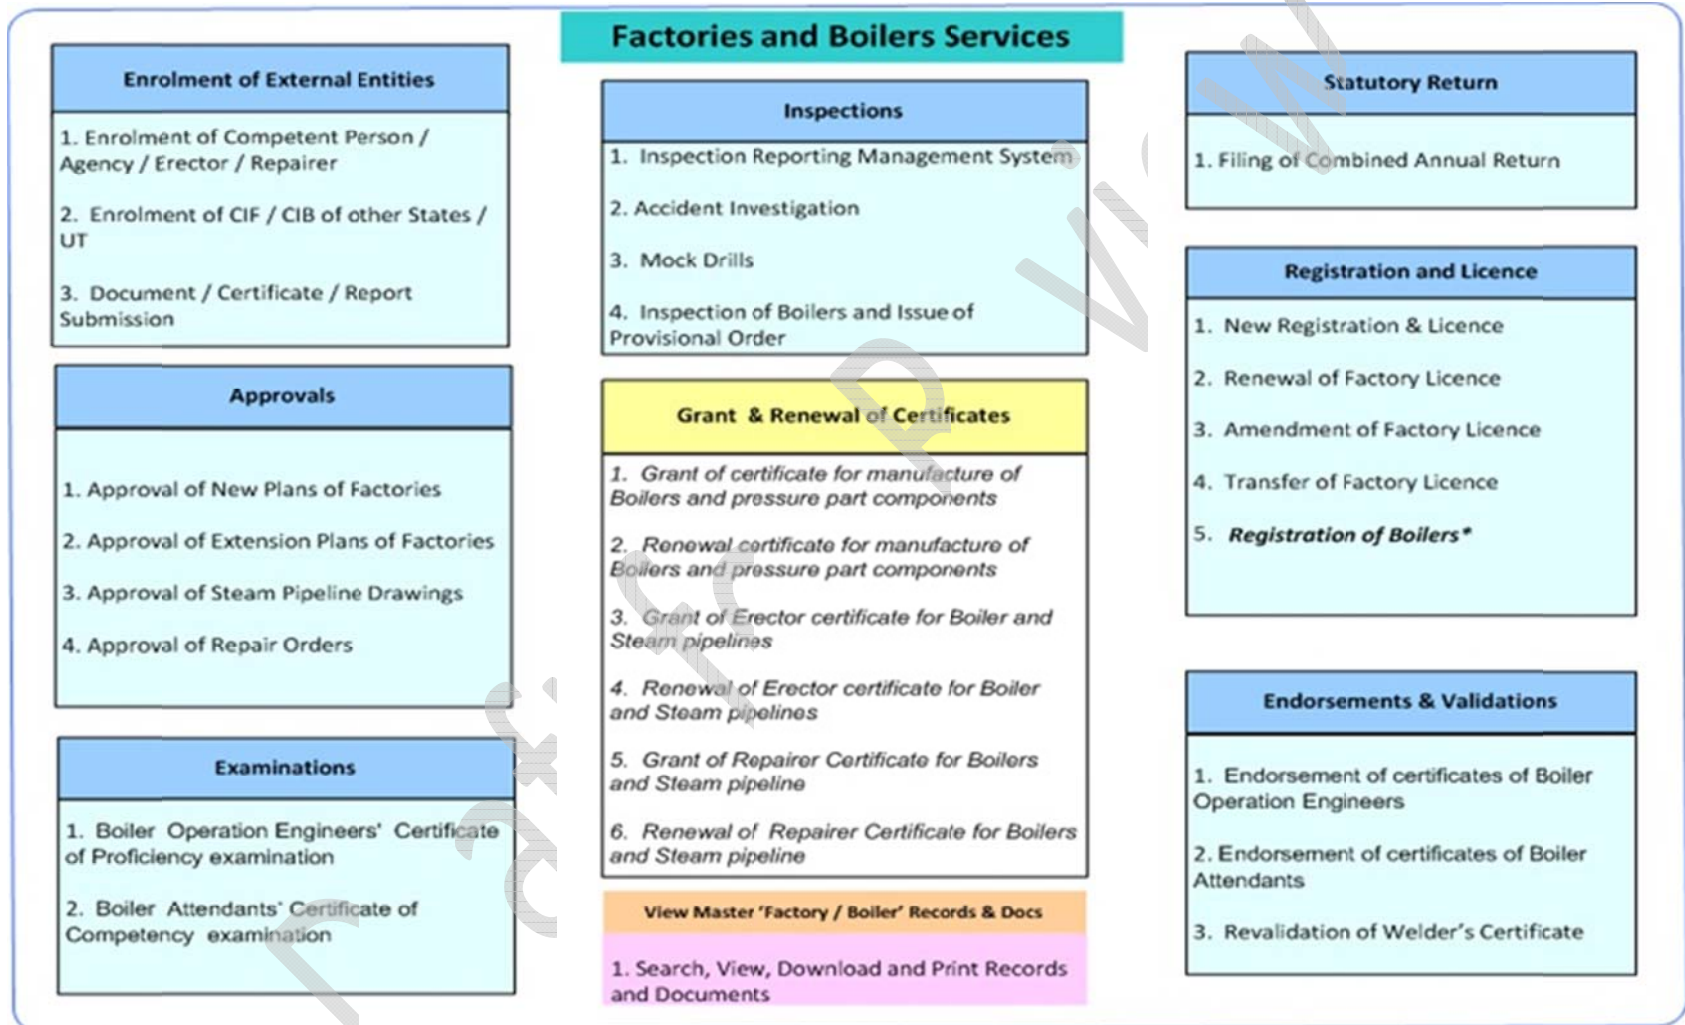 Factories and Boilers Services
Enrolment of External Entities
1. Enrolment of Competent Person /
Agency / Erector / Repairer
2. Enrolment of CIF / CIB of other States /
UT
3. Document / Certificate / Report
Submission
Approvals
1. Approval of New Plans of Factories
2. Approval of Extension Plans of Factories
3. Approval of Steam Pipeline Drawings
4. Approval of Repair Orders
Examinations
1. Boiler Operation Engineers' Certificate
of Proficiency examination
2. Boiler Attendants' Certificate of
Competency examination
Inspections
1. Inspection Reporting Management System
2. Accident Investigation
3. Mock Drills
4. Inspection of Boilers and Issue of
Provisional Order
Grant & Renewal of Certificates
1. Grant of certificate for manufacture of
Boilers and pressure part components
2. Renewal certificate for manufacture of
Boilers and pressure part components
3. Grant of Erector certificate for Boiler and
Steam pipelines
4. Renewal of Erector certificate for Boiler
and Steam pipelines
5. Grant of Repairer Certificate for Boilers
and Steam pipeline
6. Renewal of Repairer Certificate for Boilers
and Steam pipeline
View Master 'Factory / Boiler' Records & Docs
1. Search, View, Download and Print Records
and Documents
Statutory Return
1. Filing of Combined Annual Return
Registration and Licence
1. New Registration & Licence
2. Renewal of Factory Licence
3. Amendment of Factory Licence
4. Transfer of Factory Licence
5. Registration of Boilers*
Endorsements & Validations
1. Endorsement of certificates of Boiler
Operation Engineers
2. Endorsement of certificates of Boiler
Attendants
3. Revalidation of Welder's Certificate